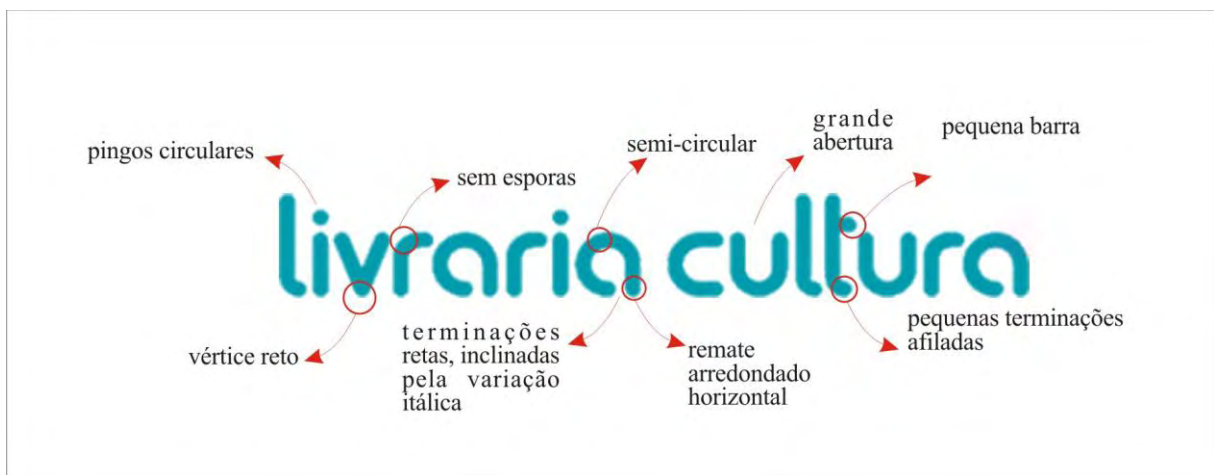 pingos circulares
sem esporas
semi-circular
grande
abertura
pequena barra
livraria cultura
vértice reto
terminações
retas, inclinadas
pela variação
itálica
remate
arredondado
horizontal
pequenas terminações
afiladas